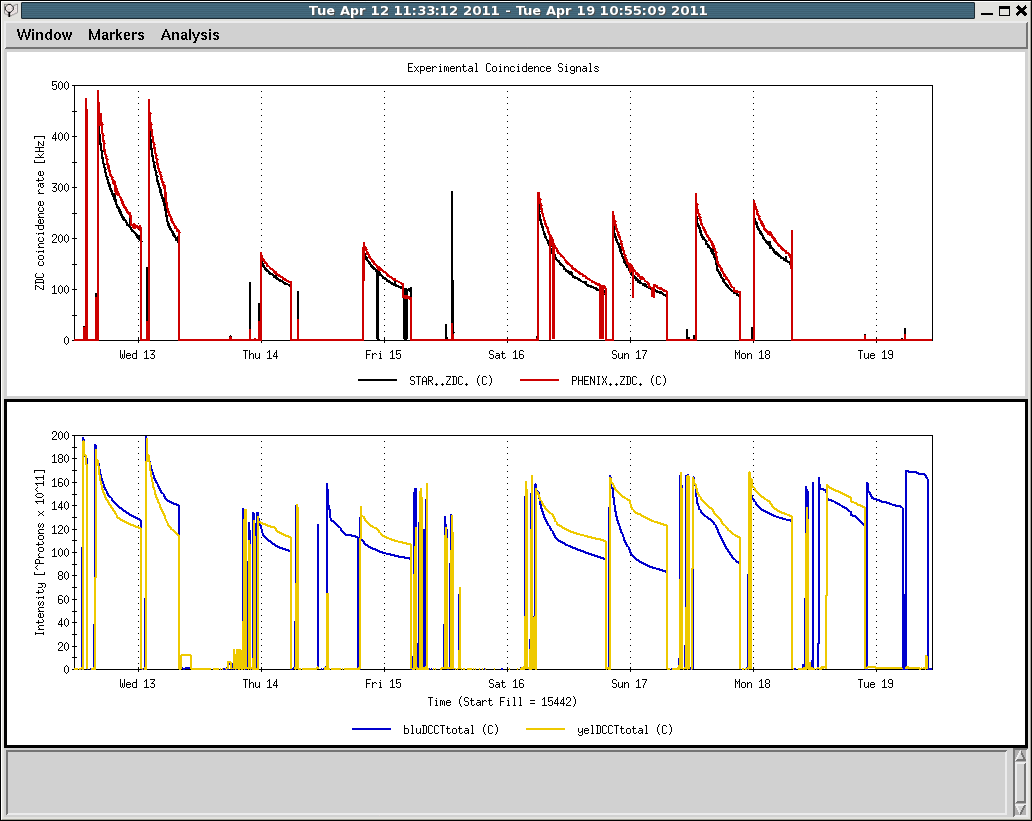 Tue Apr 12 11:33:12 2011 - Tue Apr 19 10:55:09 2011
Window Markers Analysis
Experimental Coincidence Signals
ZDC coincidence rate [kHz]
500
400
300
200
100
0
Wed 13 Thu 14 Fri 15 Sat 16 Sun 17 Mon 18 Tue 19
STAR..ZDC. (C) PHENIX..ZDC. (C)
Intensity [^Protons x 10^11]
200
180
160
140
120
100
80
60
40
20
0
Wed 13 Thu 14 Fri 15 Sat 16 Sun 17 Mon 18 Tue 19
Time (Start Fill = 15442)
bluDCCTtotal (C) yelDCCTtotal (C)